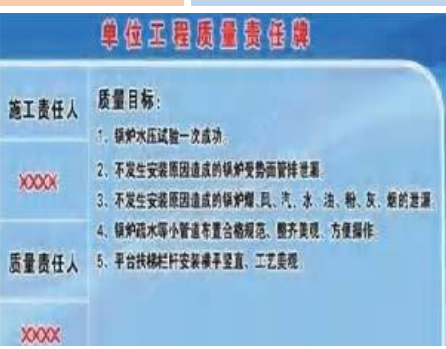 单位工程质量责任牌
施工责任人
XXXX
质量责任人
XXXX
质量目标：
1、锅炉水压试验一次成功。
2、不发生安装原因造成的锅炉受热面管排泄漏。
3、不发生安装原因造成的锅炉煤、风、汽、水、油、粉、灰、烟的泄漏。
4、锅炉疏水等小管道布置合格规范、整齐美观、方便操作。
5、平台扶梯栏杆安装横平竖直、工艺美观。